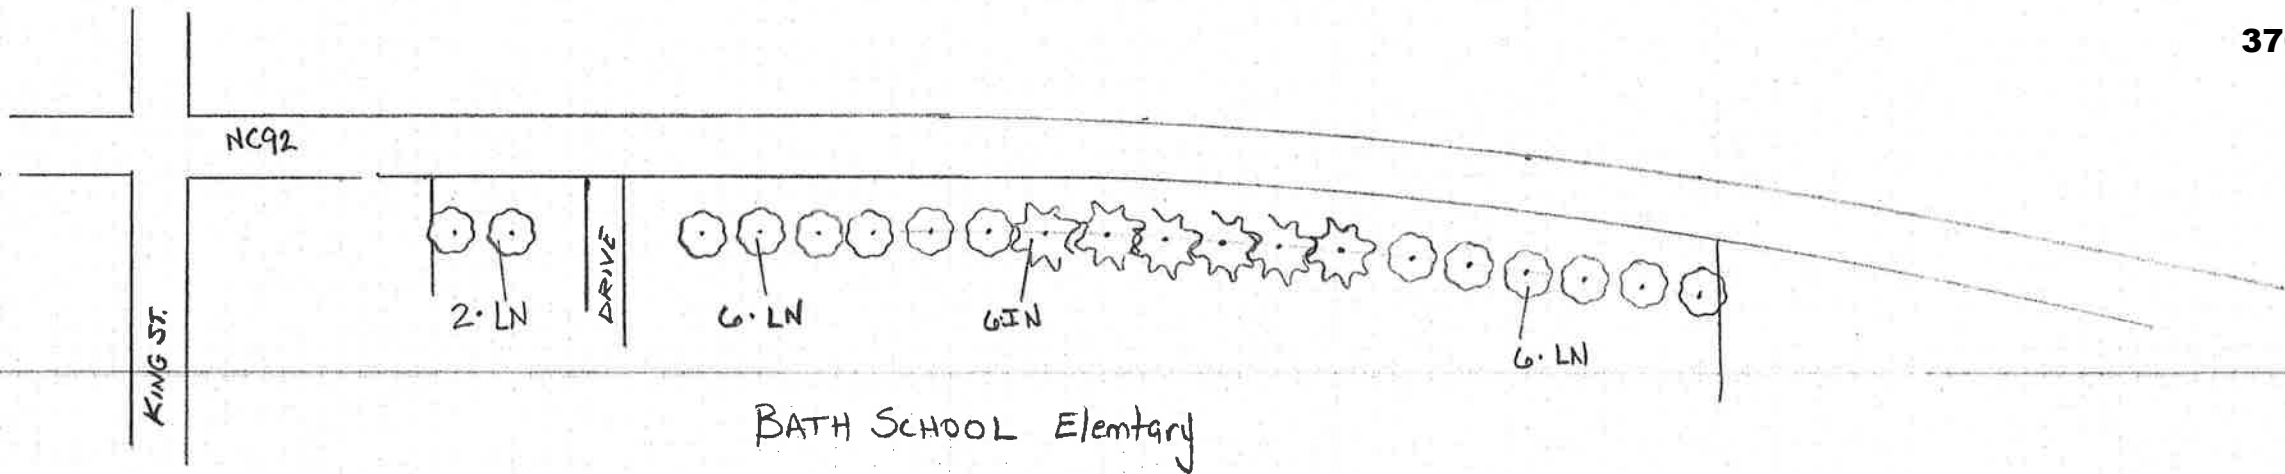 37
NC92
DRIVE
2·LN
6·LN
6IN
6·LN
KING ST.
BATH SCHOOL Elemtary